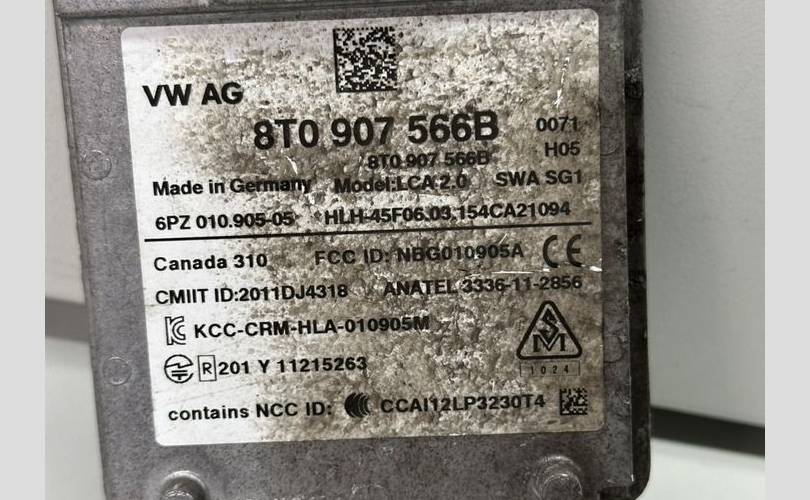 VW AG
8T0 907 566B 0071
8T0 907 566B H05
Made in Germany Model:LCA 2.0 SWA SG1
6PZ 010.905-05 *HLH-45F06.03.154CA21094
Canada 310 FCC ID: NBG010905A CE
CMIIT ID:2011DJ4318 ANATEL 3336-11-2856
KCC-CRM-HLA-010905M
R 201 Y 11215263
S M
1024
contains NCC ID: CCAI12LP3230T4